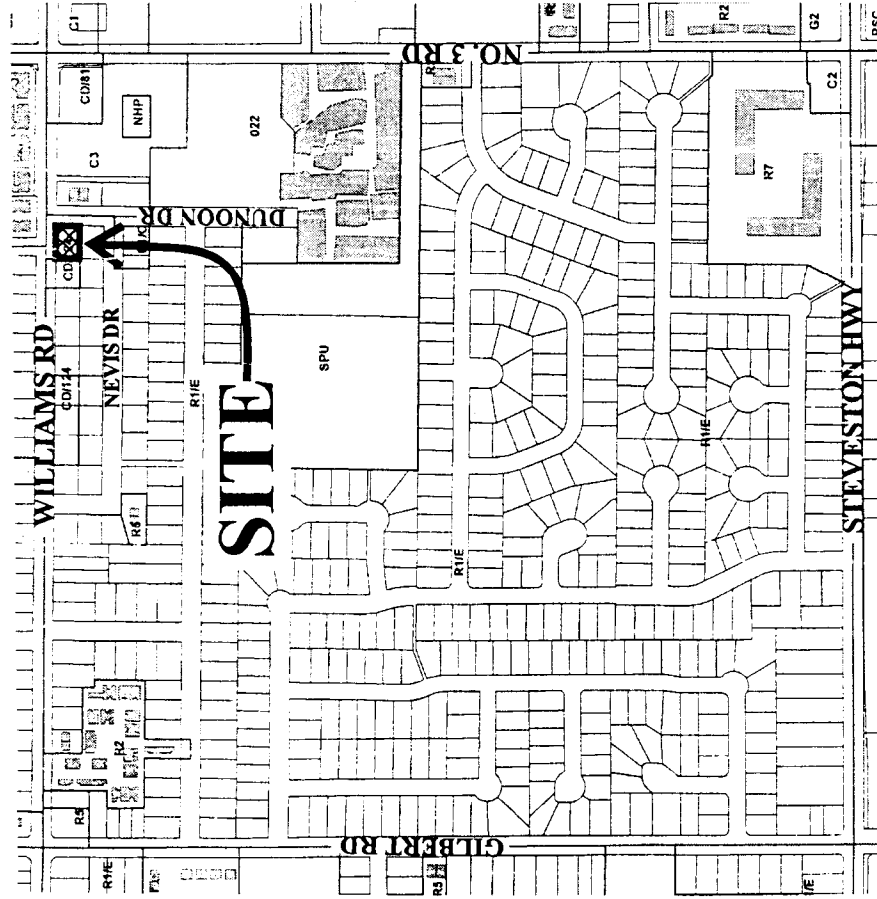 C1
R2
G2
NO. 3 RD
CD/81
NHP
C3
022
C2
R7
DUNOON DR
CD
WILLIAMS RD
CD/124
NEVIS DR
R1/E
SPU
SITE
R6
R1/E
R1/E
STEVESTON HWY
R2
R5
GILBERT RD
R1/E
R5